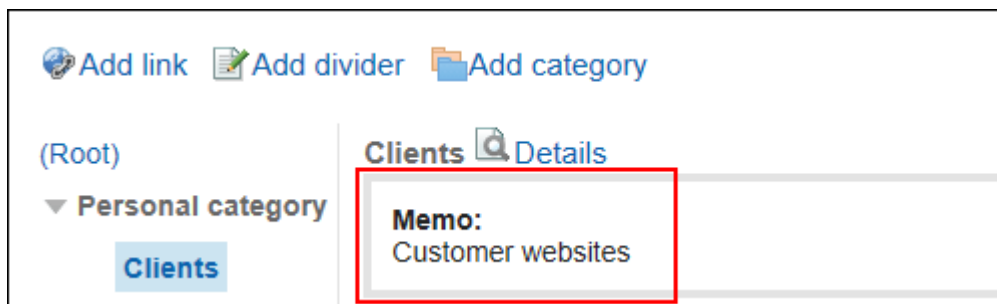 Add link Add divider Add category
(Root)
Personal category
Clients
Clients Details
Memo:
Customer websites